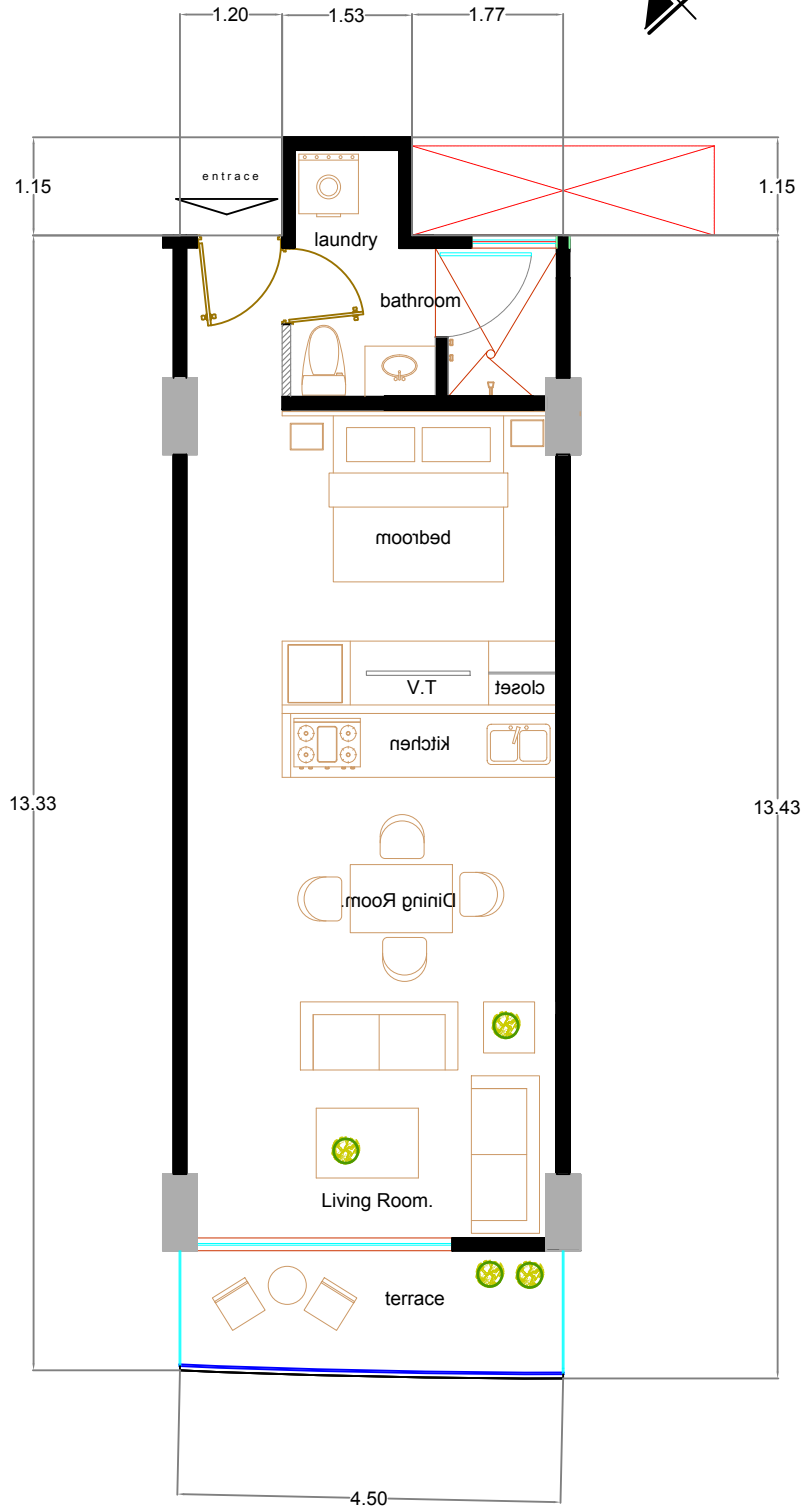 1.20
1.53
1.77
1.15
entrace
1.15
laundry
bathroom
bedroom
T.V
closet
kitchen
13.33
13.43
Dining Room.
Living Room.
terrace
4.50